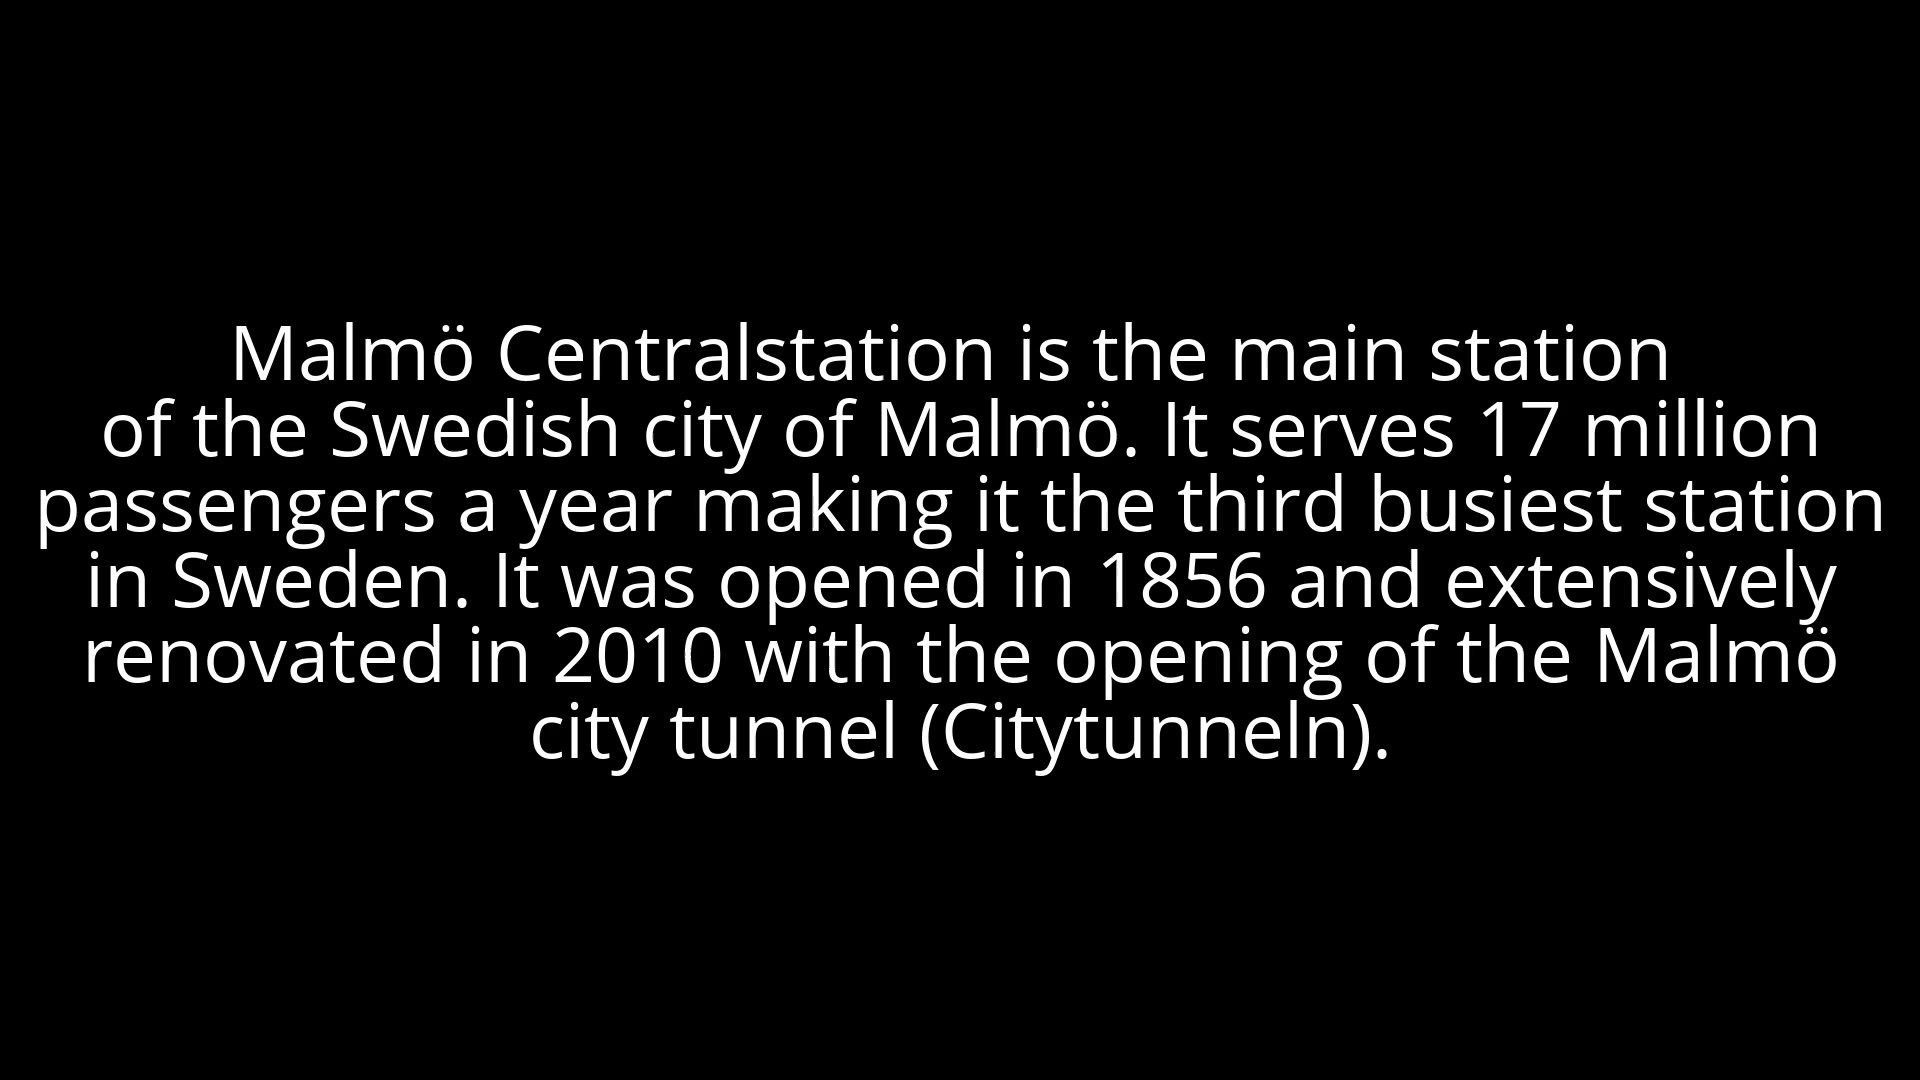 Malmö Centralstation is the main station
of the Swedish city of Malmö. It serves 17 million
passengers a year making it the third busiest station
in Sweden. It was opened in 1856 and extensively
renovated in 2010 with the opening of the Malmö
city tunnel (Citytunneln).